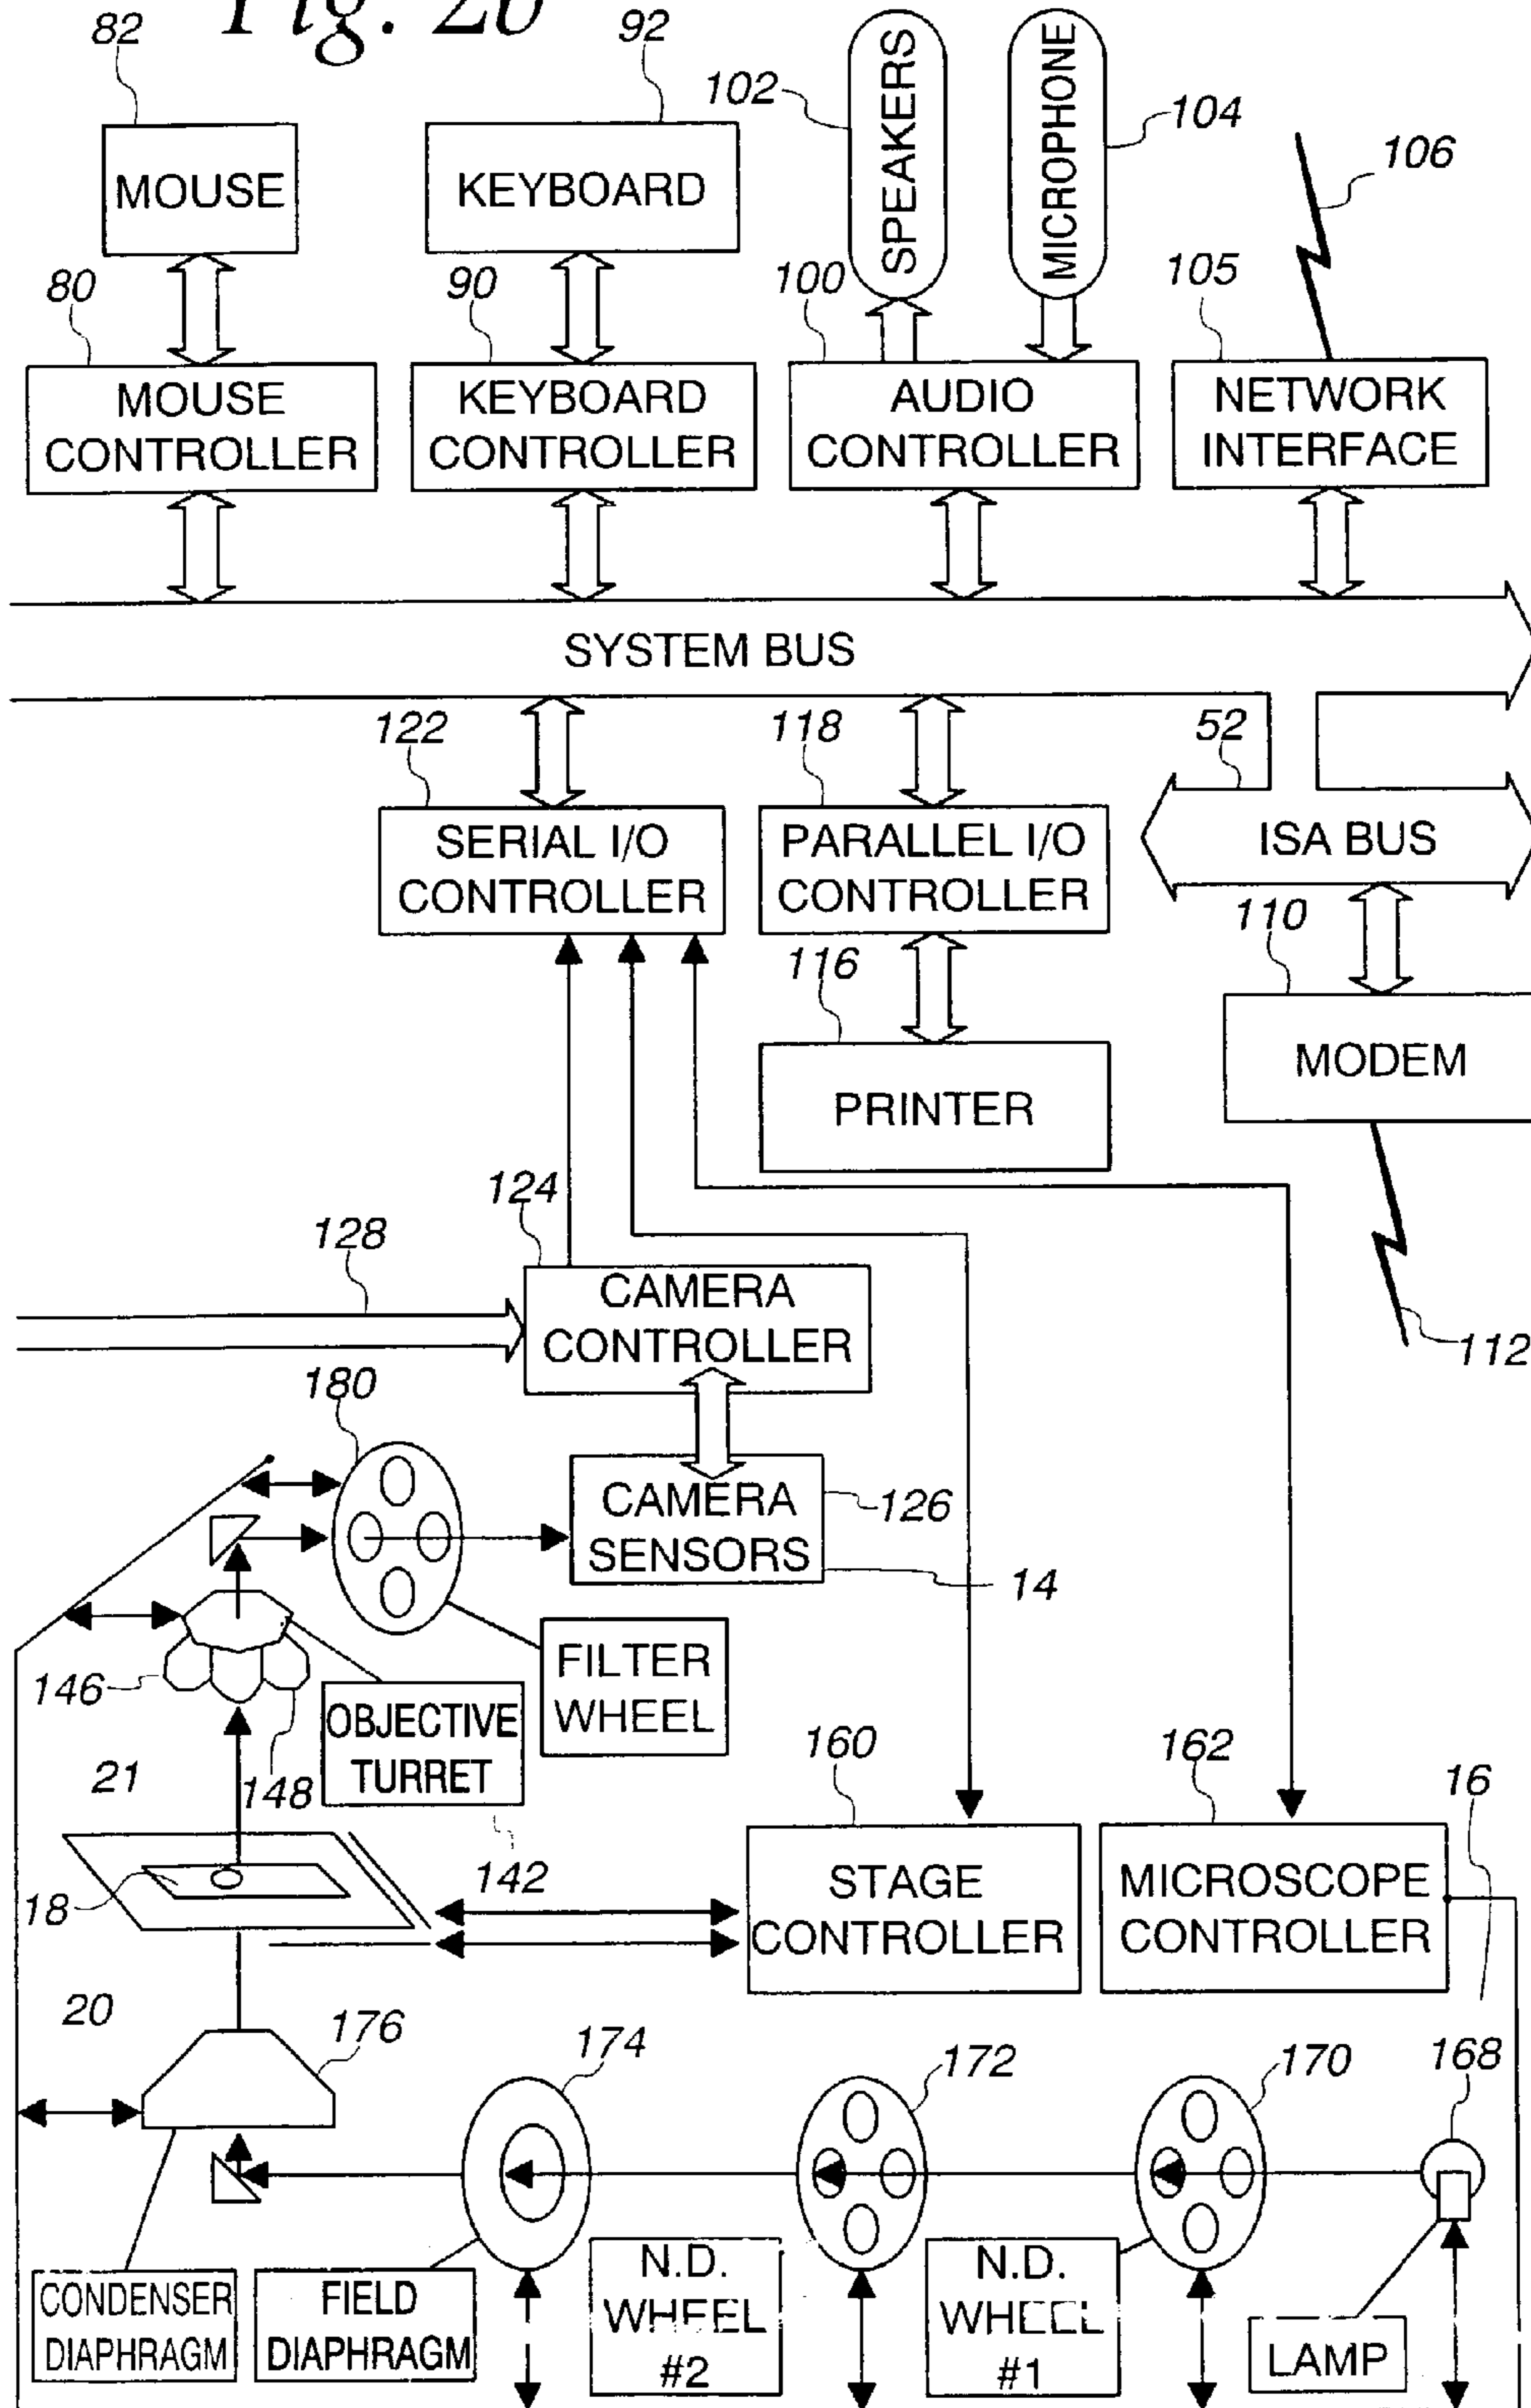 Fig. 2b
82
92
102
SPEAKERS
MICROPHONE
104
106
MOUSE
KEYBOARD
80
90
100
105
MOUSE
CONTROLLER
KEYBOARD
CONTROLLER
AUDIO
CONTROLLER
NETWORK
INTERFACE
SYSTEM BUS
122
118
52
SERIAL I/O
CONTROLLER
PARALLEL I/O
CONTROLLER
ISA BUS
110
116
MODEM
PRINTER
124
128
CAMERA
CONTROLLER
112
180
CAMERA
SENSORS
126
14
146
FILTER
WHEEL
OBJECTIVE
TURRET
21
148
160
162
16
142
18
STAGE
CONTROLLER
MICROSCOPE
CONTROLLER
20
176
174
172
170
168
CONDENSER
DIAPHRAGM
FIELD
DIAPHRAGM
N.D.
WHEEL
#2
N.D.
WHEEL
#1
LAMP